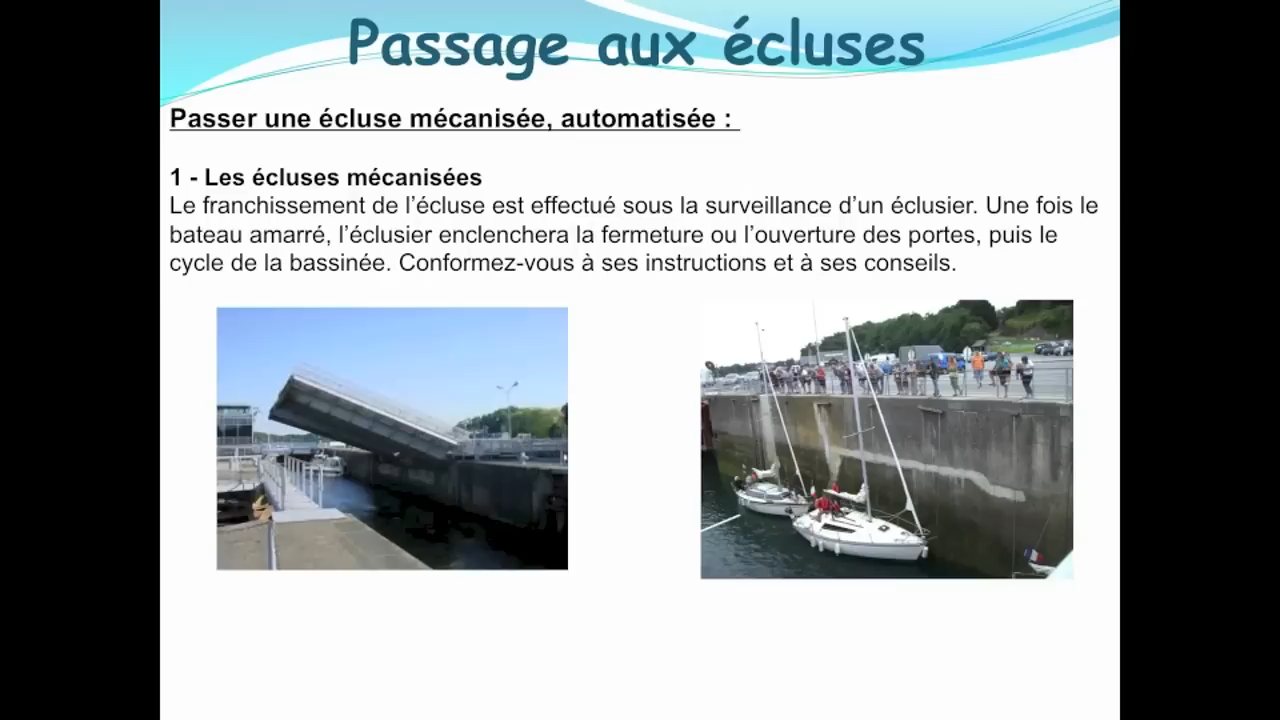 Passage aux écluses
Passer une écluse mécanisée, automatisée :
1 - Les écluses mécanisées
Le franchissement de l’écluse est effectué sous la surveillance d’un éclusier. Une fois le
bateau amarré, l’éclusier enclenchera la fermeture ou l’ouverture des portes, puis le
cycle de la bassinée. Conformez-vous à ses instructions et à ses conseils.